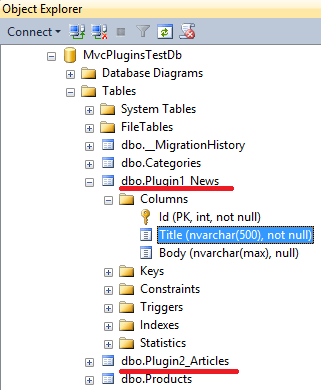 Object Explorer
Connect
MvcPluginsTestDb
Database Diagrams
Tables
System Tables
FileTables
dbo.__MigrationHistory
dbo.Categories
dbo.Plugin1_News
Columns
Id (PK, int, not null)
Title (nvarchar(500), not null)
Body (nvarchar(max), null)
Keys
Constraints
Triggers
Indexes
Statistics
dbo.Plugin2_Articles
dbo.Products